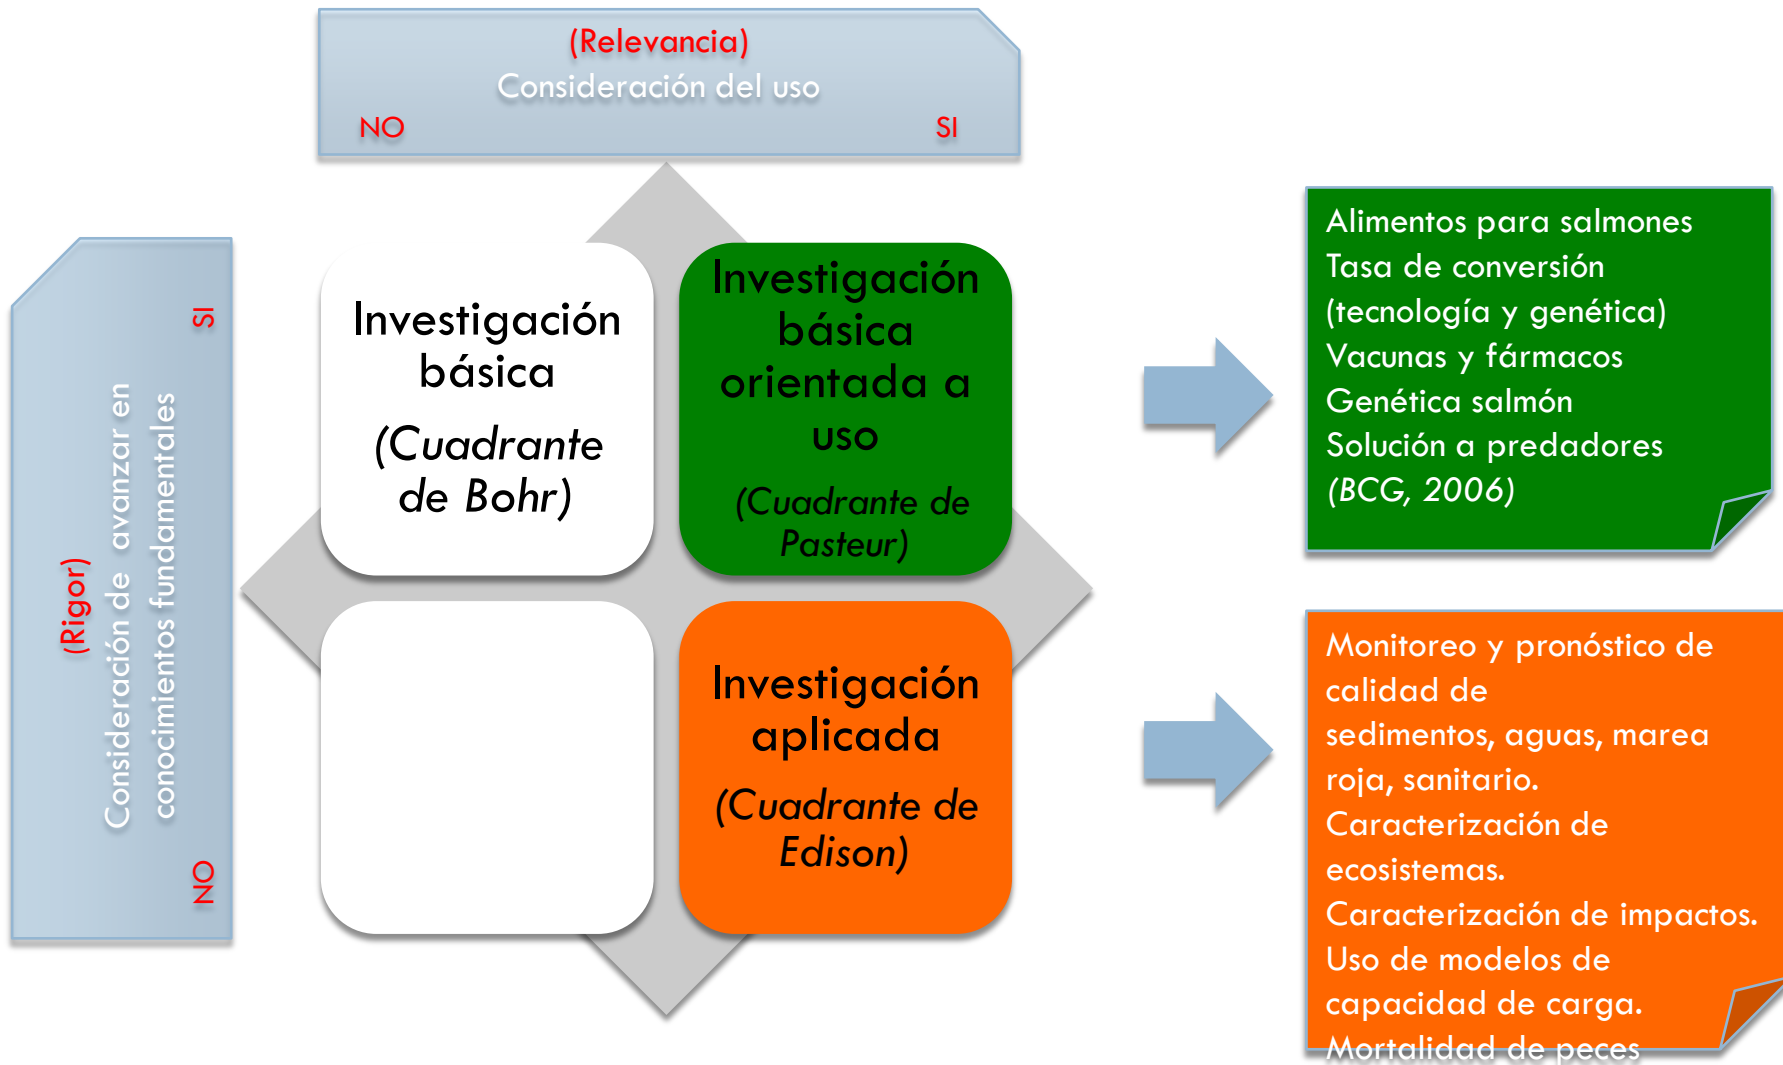 (Relevancia)
Consideración del uso
NO
SI
(Rigor)
Consideración de avanzar en
conocimientos fundamentales
SI
NO
Investigación
básica
(Cuadrante
de Bohr)
Investigación
básica
orientada a
uso
(Cuadrante de
Pasteur)
Investigación
aplicada
(Cuadrante de
Edison)
Alimentos para salmones
Tasa de conversión
(tecnología y genética)
Vacunas y fármacos
Genética salmón
Solución a predadores
(BCG, 2006)
Monitoreo y pronóstico de
calidad de
sedimentos, aguas, marea
roja, sanitario.
Caracterización de
ecosistemas.
Caracterización de impactos.
Uso de modelos de
capacidad de carga.
Mortalidad de peces